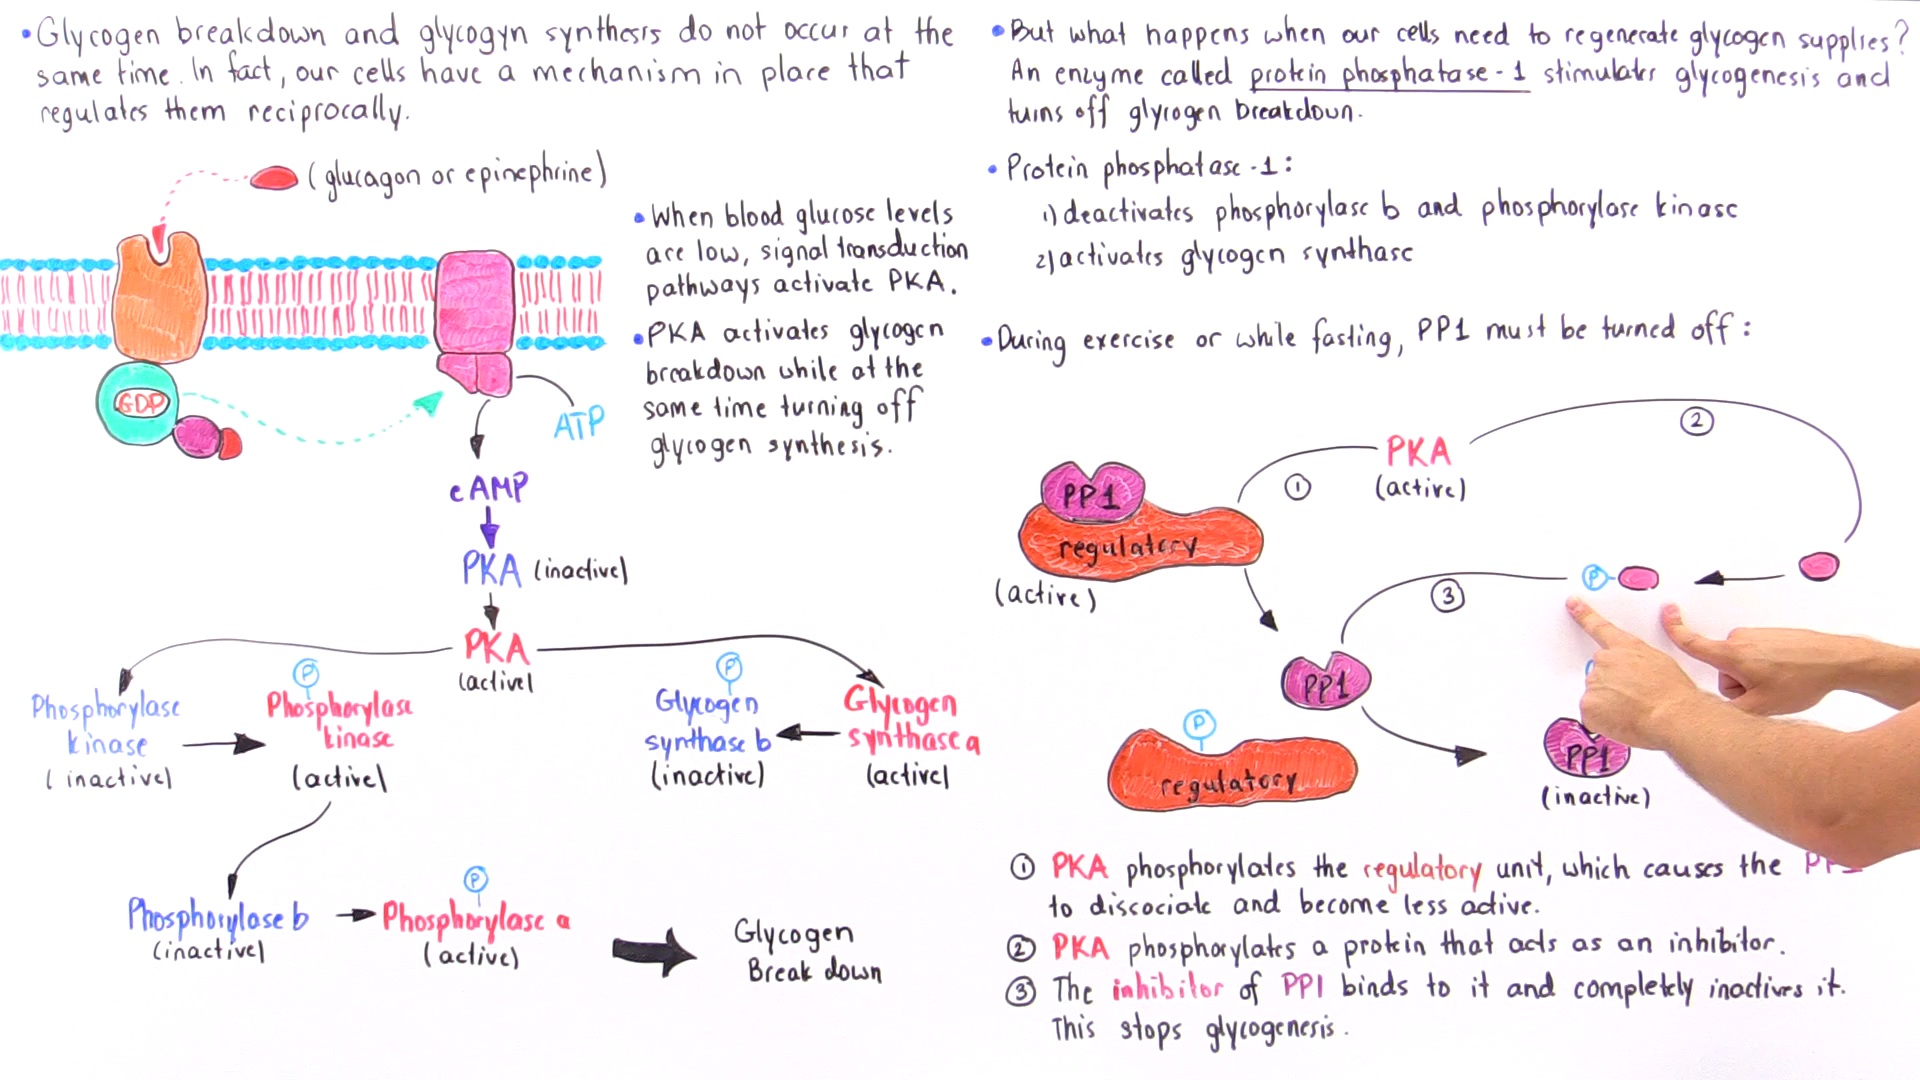 •Glycogen breakdown and glycogyn synthesis do not occur at the
same time. In fact, our cells have a mechanism in place that
regulates them reciprocally.
(glucagon or epinephrine)
•When blood glucose levels
are low, signal transduction
pathways activate PKA.
•PKA activates glycogen
breakdown while at the
same time turning off
glycogen synthesis.
GDP
ATP
cAMP
PKA (inactive)
PKA
(active)
P
Phosphorylase
kinase
(inactive)
P
Phosphorylase
kinase
(active)
P
Glycogen
synthase b
(inactive)
Glycogen
synthase a
(active)
Phosphorylase b
(inactive)
P
Phosphorylase a
(active)
Glycogen
Break down
•But what happens when our cells need to regenerate glycogen supplies?
An enzyme called protein phosphatase-1 stimulates glycogenesis and
turns off glycogen breakdown.
• Protein phosphatase-1:
1) deactivates phosphorylase b and phosphorylase kinase
2) activates glycogen synthase
•During exercise or while fasting, PP1 must be turned off:
PKA
(active)
1
2
PP1
regulatory
(active)
3
P
PP1
P
regulatory
PP1
(inactive)
① PKA phosphorylates the regulatory unit, which causes the PP1
to discociate and become less active.
② PKA phosphorylates a protein that acts as an inhibitor.
③ The inhibitor of PP1 binds to it and completely inactives it.
This stops glycogenesis.